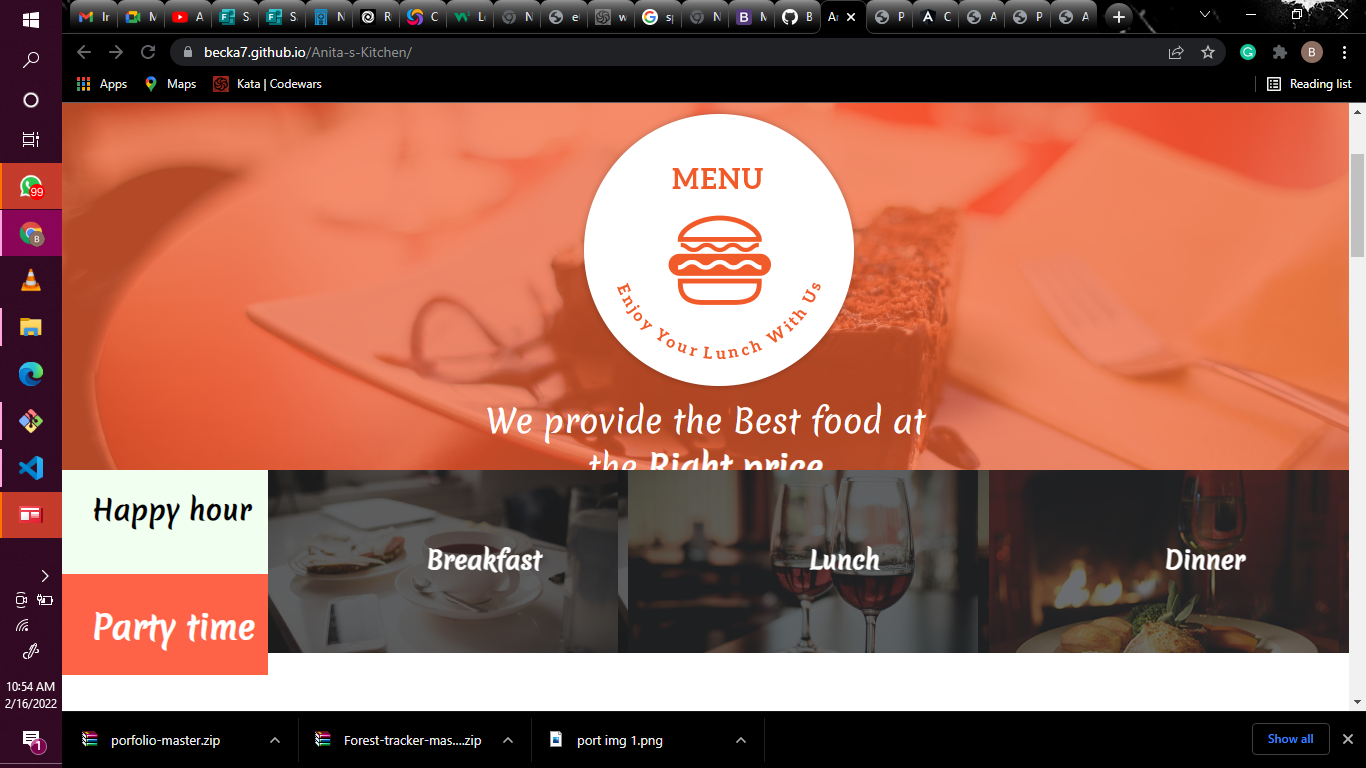 In
M
A
S
S
N
R
C
L
N
e
w
sp
N
M
B
An
P
C
A
P
A
becka7.github.io/Anita-s-Kitchen/
B
Apps
Maps
Kata | Codewars
Reading list
99
B
MENU
Enjoy Your Lunch With Us
We provide the Best food at
the Right price
Happy hour
Party time
Breakfast
Lunch
Dinner
10:54 AM
2/16/2022
1
porfolio-master.zip
Forest-tracker-mas....zip
port img 1.png
Show all